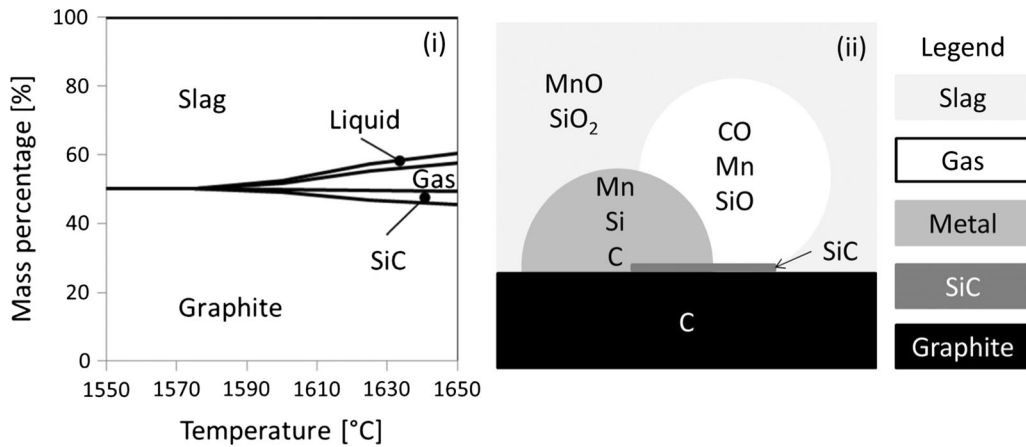 Mass percentage [%]
100
80
60
40
20
0
1550 1570 1590 1610 1630 1650
Temperature [°C]
(i)
Slag
Liquid
Gas
SiC
Graphite
(ii)
MnO
SiO₂
CO
Mn
SiO
Mn
Si
C
SiC
C
Legend
Slag
Gas
Metal
SiC
Graphite